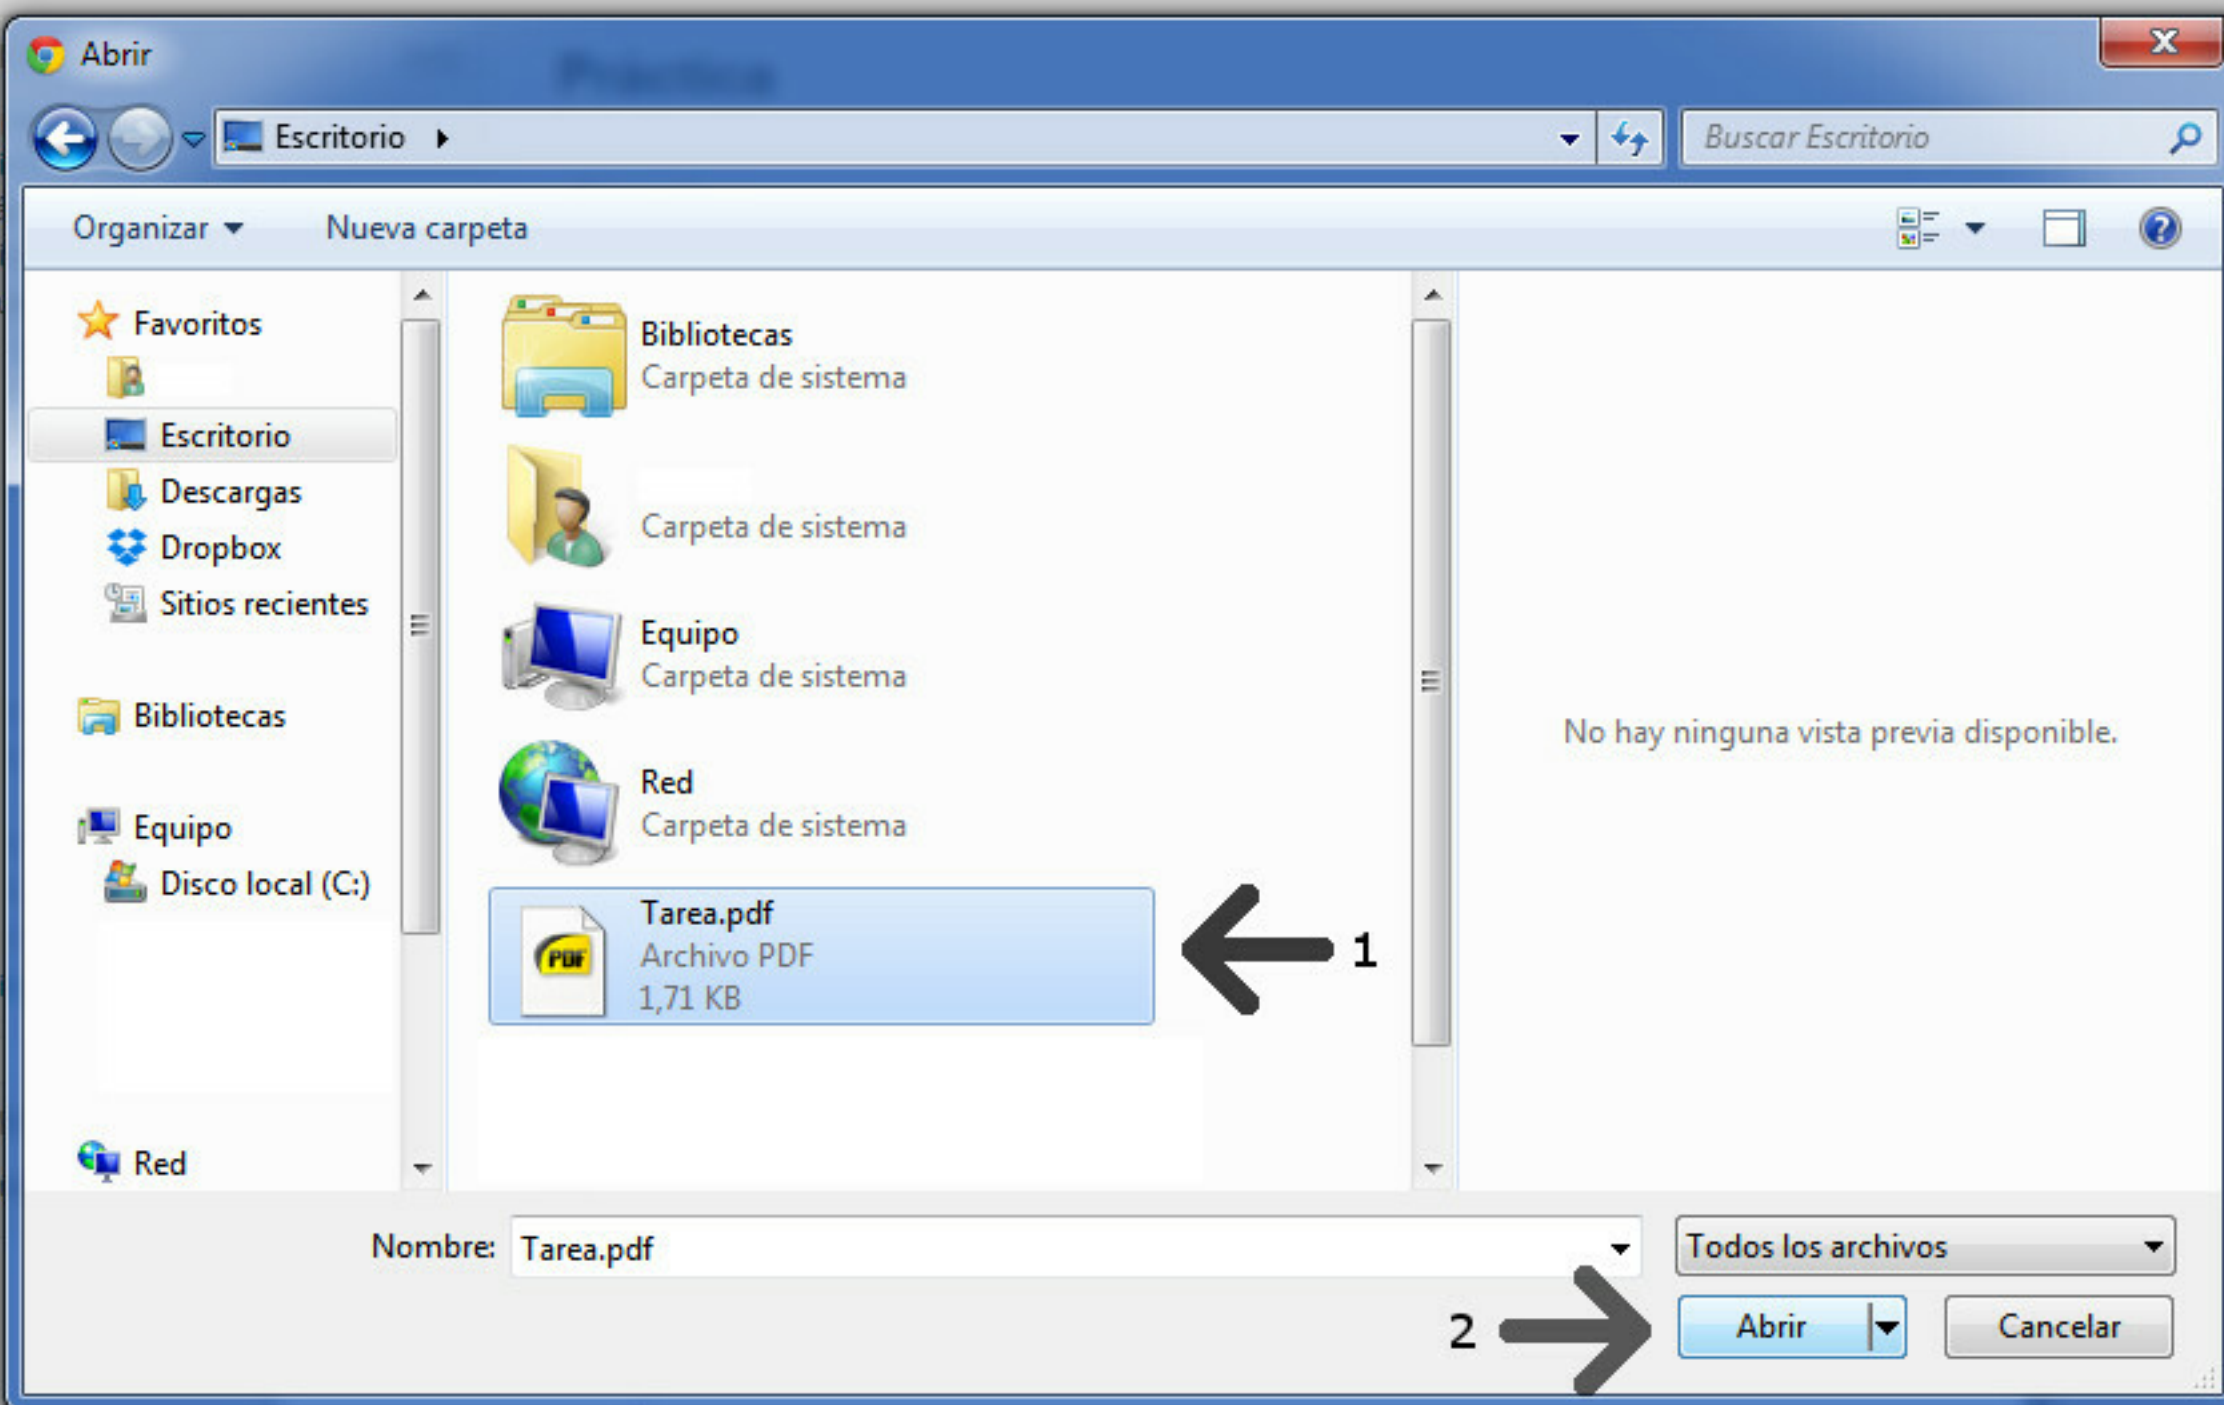 Abrir
Práctica
Escritorio
Buscar Escritorio
Organizar
Nueva carpeta
Favoritos
Escritorio
Descargas
Dropbox
Sitios recientes
Bibliotecas
Equipo
Disco local (C:)
Red
Bibliotecas
Carpeta de sistema
Carpeta de sistema
Equipo
Carpeta de sistema
Red
Carpeta de sistema
Tarea.pdf
Archivo PDF
1,71 KB
PDF
1
No hay ninguna vista previa disponible.
Nombre: Tarea.pdf
Todos los archivos
2
Abrir
Cancelar